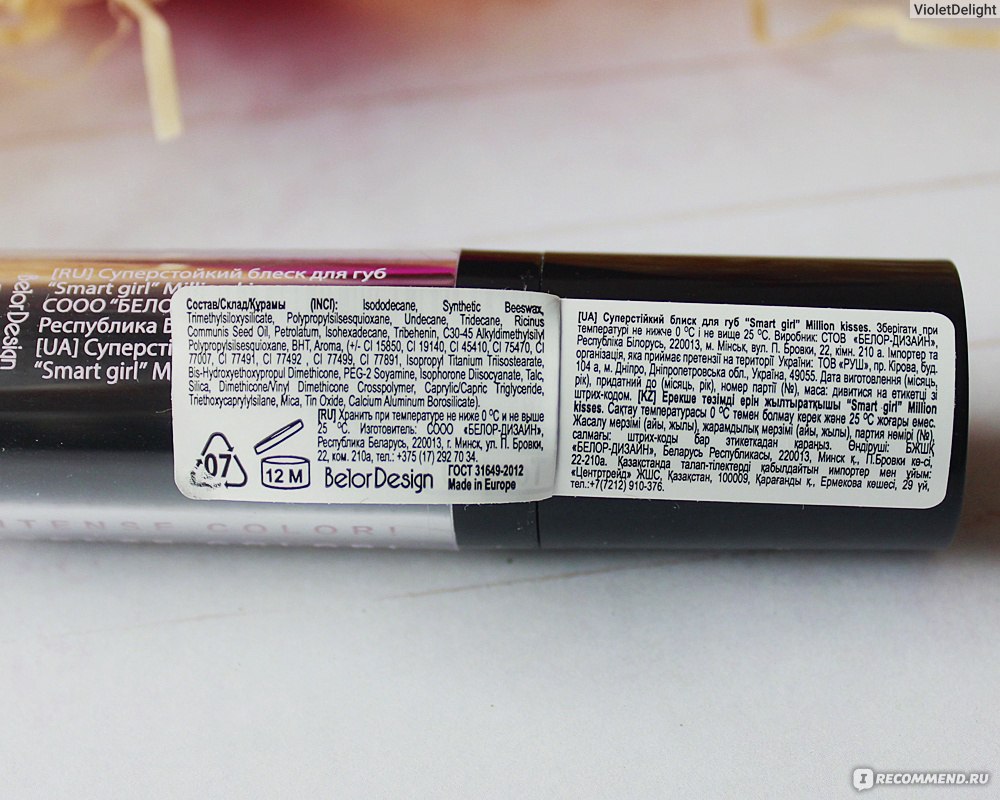 VioletDelight
[RU] Суперстойкий блеск для губ
"Smart girl"
СООО "БЕЛОР
Республика
[UA]
"Smart girl"
belorDesign
Состав/Склад/Құрамы (INCI): Isododecane, Synthetic Beeswax,
Trimethylsiloxysilicate, Polypropylsilsesquioxane, Undecane, Tridecane, Ricinus
Communis Seed Oil, Petrolatum, Isohexadecane, Tribehenin, C30-45 Alkyldimethylsilyl
Polypropylsilsesquioxane, BHT, Aroma, (+/- CI 15850, CI 19140, CI 45410, CI 75470, CI
77007, CI 77491, CI 77492 , CI 77499, CI 77891, Isopropyl Titanium Triisostearate,
Bis-Hydroxyethoxypropul Dimethicone, PEG-2 Soyamine, Isophorone Diisocyanate, Talc,
Silica, Dimethicone/Vinyl Dimethicone Crosspolymer, Caprylic/Capric Triglyceride,
Triethoxycaprylylsilane, Mica, Tin Oxide, Calcium Aluminum Borosilicate).
[RU] Хранить при температуре не ниже 0 ºС и не выше
25 ºС. Изготовитель: СООО «БЕЛОР-ДИЗАЙН»,
Республика Беларусь, 220013, г. Минск, ул. П. Бровки,
22, ком. 210а, тел.: +375 (17) 292 70 34.
07
12 M
BelorDesign
ГОСТ 31649-2012
Made in Europe
[UA] Суперстійкий блиск для губ "Smart girl" Million kisses. Зберігати при
температурі не нижче 0 ºС і не вище 25 ºС. Виробник: СТОВ «БЕЛОР-ДИЗАЙН»,
Республіка Білорусь, 220013, м. Мінськ, вул. П. Бровки, 22, кімн. 210 а. Імпортер та
організація, яка приймає претензії на території України: ТОВ «РУШ», пр. Кірова, буд.
104 а, м. Дніпро, Дніпропетровська обл., Україна, 49055. Дата виготовлення (місяць,
рік), придатний до (місяць, рік), номер партії (№), маса: дивитися на етикетці зі
штрих-кодом. [KZ] Ерекше төзімді ерін жылтыратқышы "Smart girl" Million
kisses. Сақтау температурасы 0 ºС төмен болмау керек және 25 ºС жоғары емес.
Жасалу мерзімі (айы, жылы), жарамдылық мерзімі (айы, жылы), партия нөмірі (№),
салмағы: штрих-коды бар этикеткадан қараңыз. Өндіруші: БЖШҚ
«БЕЛОР-ДИЗАЙН», Беларусь Республикасы, 220013, Минск қ., П.Бровки кө-сі,
22-210а. Қазақстанда талап-тілектерді қабылдайтын импортер мен ұйым:
«Центртрейд» ЖШС, Қазақстан, 100009, Қарағанды қ., Ермекова көшесі, 29 үй,
тел.:+7(7212) 910-376.
INTENSE COLOR!
RECOMMEND.RU